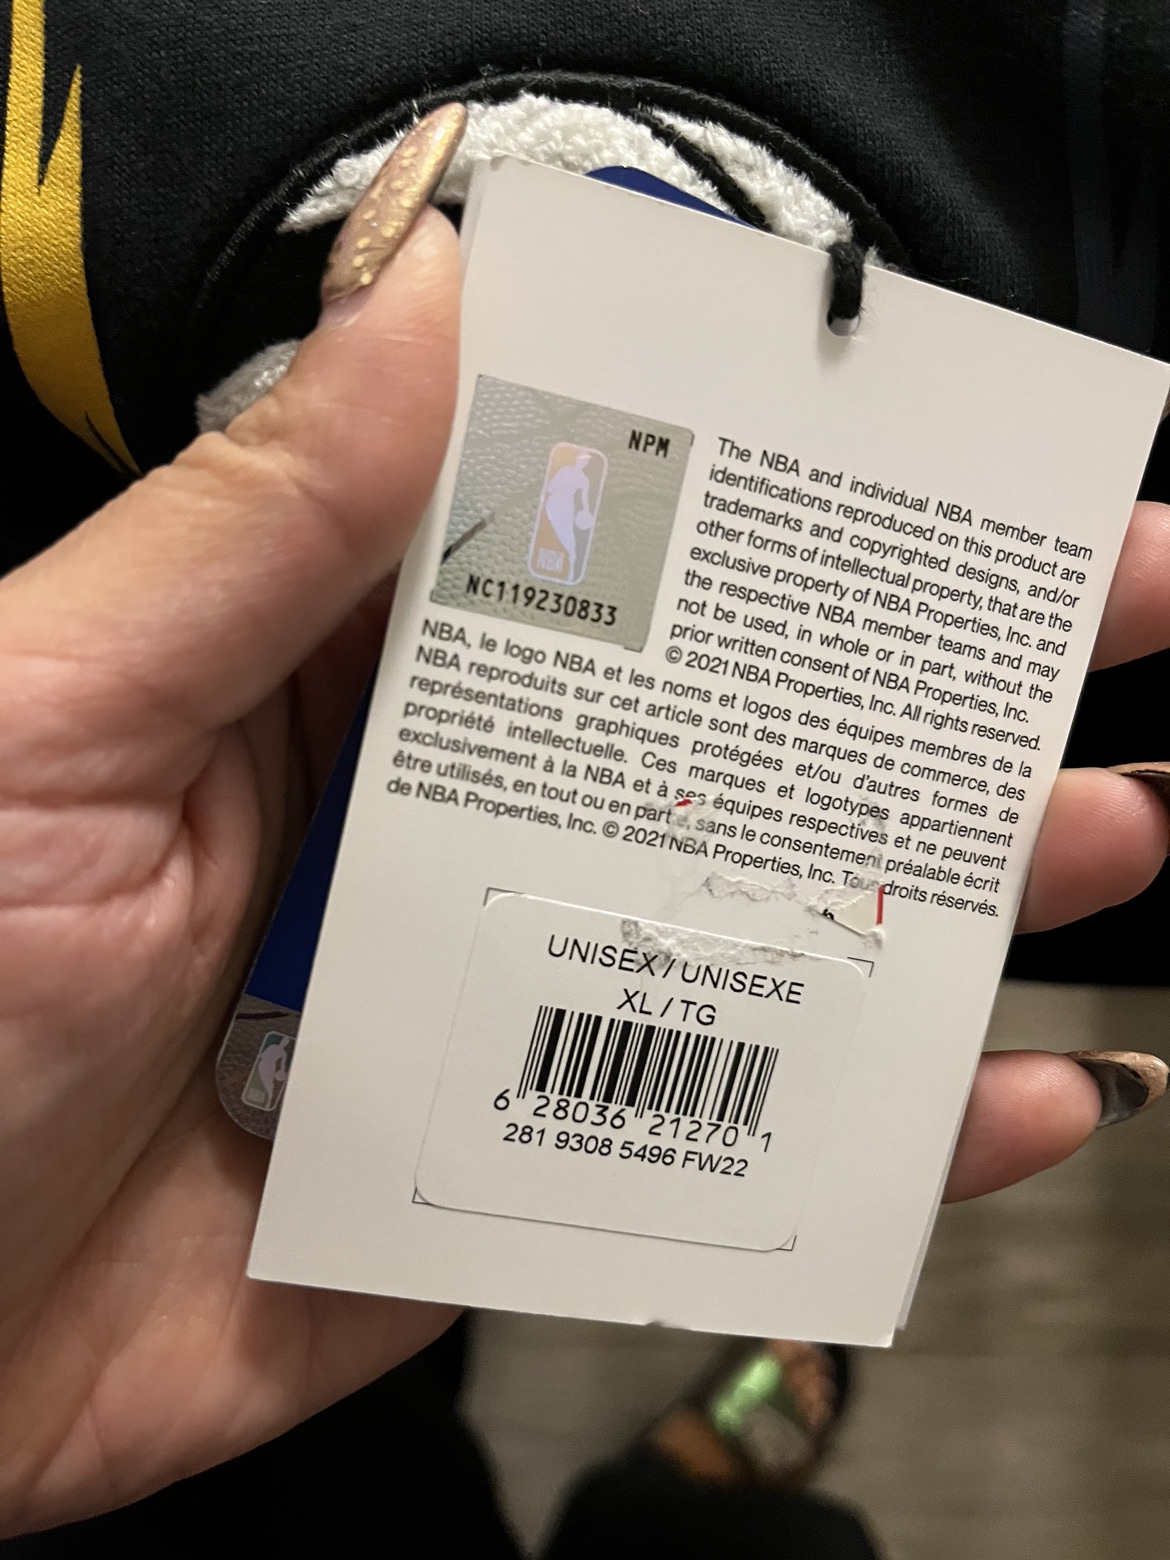 NPM
NBA
NC119230833
The NBA and individual NBA member team
identifications reproduced on this product are
trademarks and copyrighted designs, and/or
other forms of intellectual property, that are the
exclusive property of NBA Properties, Inc. and
the respective NBA member teams and may
not be used, in whole or in part, without the
prior written consent of NBA Properties, Inc.
© 2021 NBA Properties, Inc. All rights reserved.
NBA, le logo NBA et les noms et logos des équipes membres de la
NBA reproduits sur cet article sont des marques de commerce, des
représentations graphiques protégées et/ou d'autres formes de
propriété intellectuelle. Ces marques et logotypes appartiennent
exclusivement à la NBA et à ses équipes respectives et ne peuvent
être utilisés, en tout ou en partie, sans le consentement préalable écrit
de NBA Properties, Inc. © 2021 NBA Properties, Inc. Tous droits réservés.
UNISEX / UNISEXE
XL / TG
6 28036 21270 1
281 9308 5496 FW22